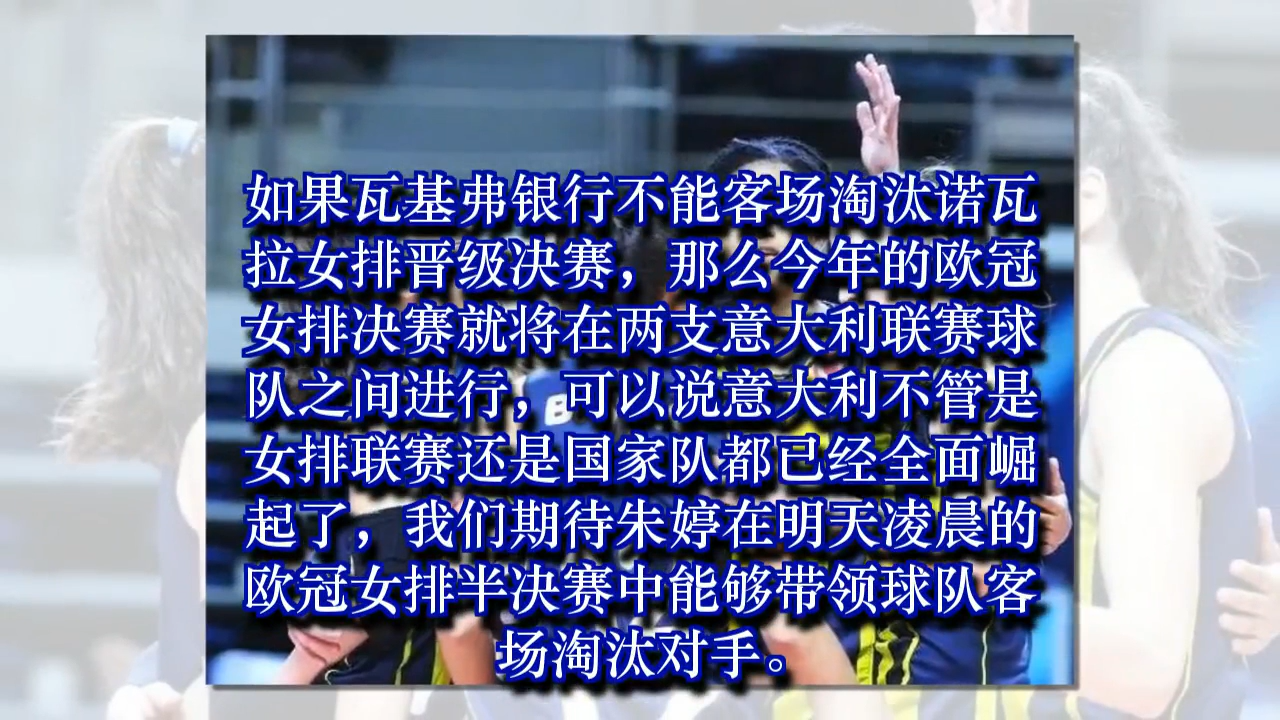 如果瓦基弗银行不能客场淘汰诺瓦
拉女排晋级决赛，那么今年的欧冠
女排决赛就将在两支意大利联赛球
队之间进行，可以说意大利不管是
女排联赛还是国家队都已经全面崛
起了，我们期待朱婷在明天凌晨的
欧冠女排半决赛中能够带领球队客
场淘汰对手。